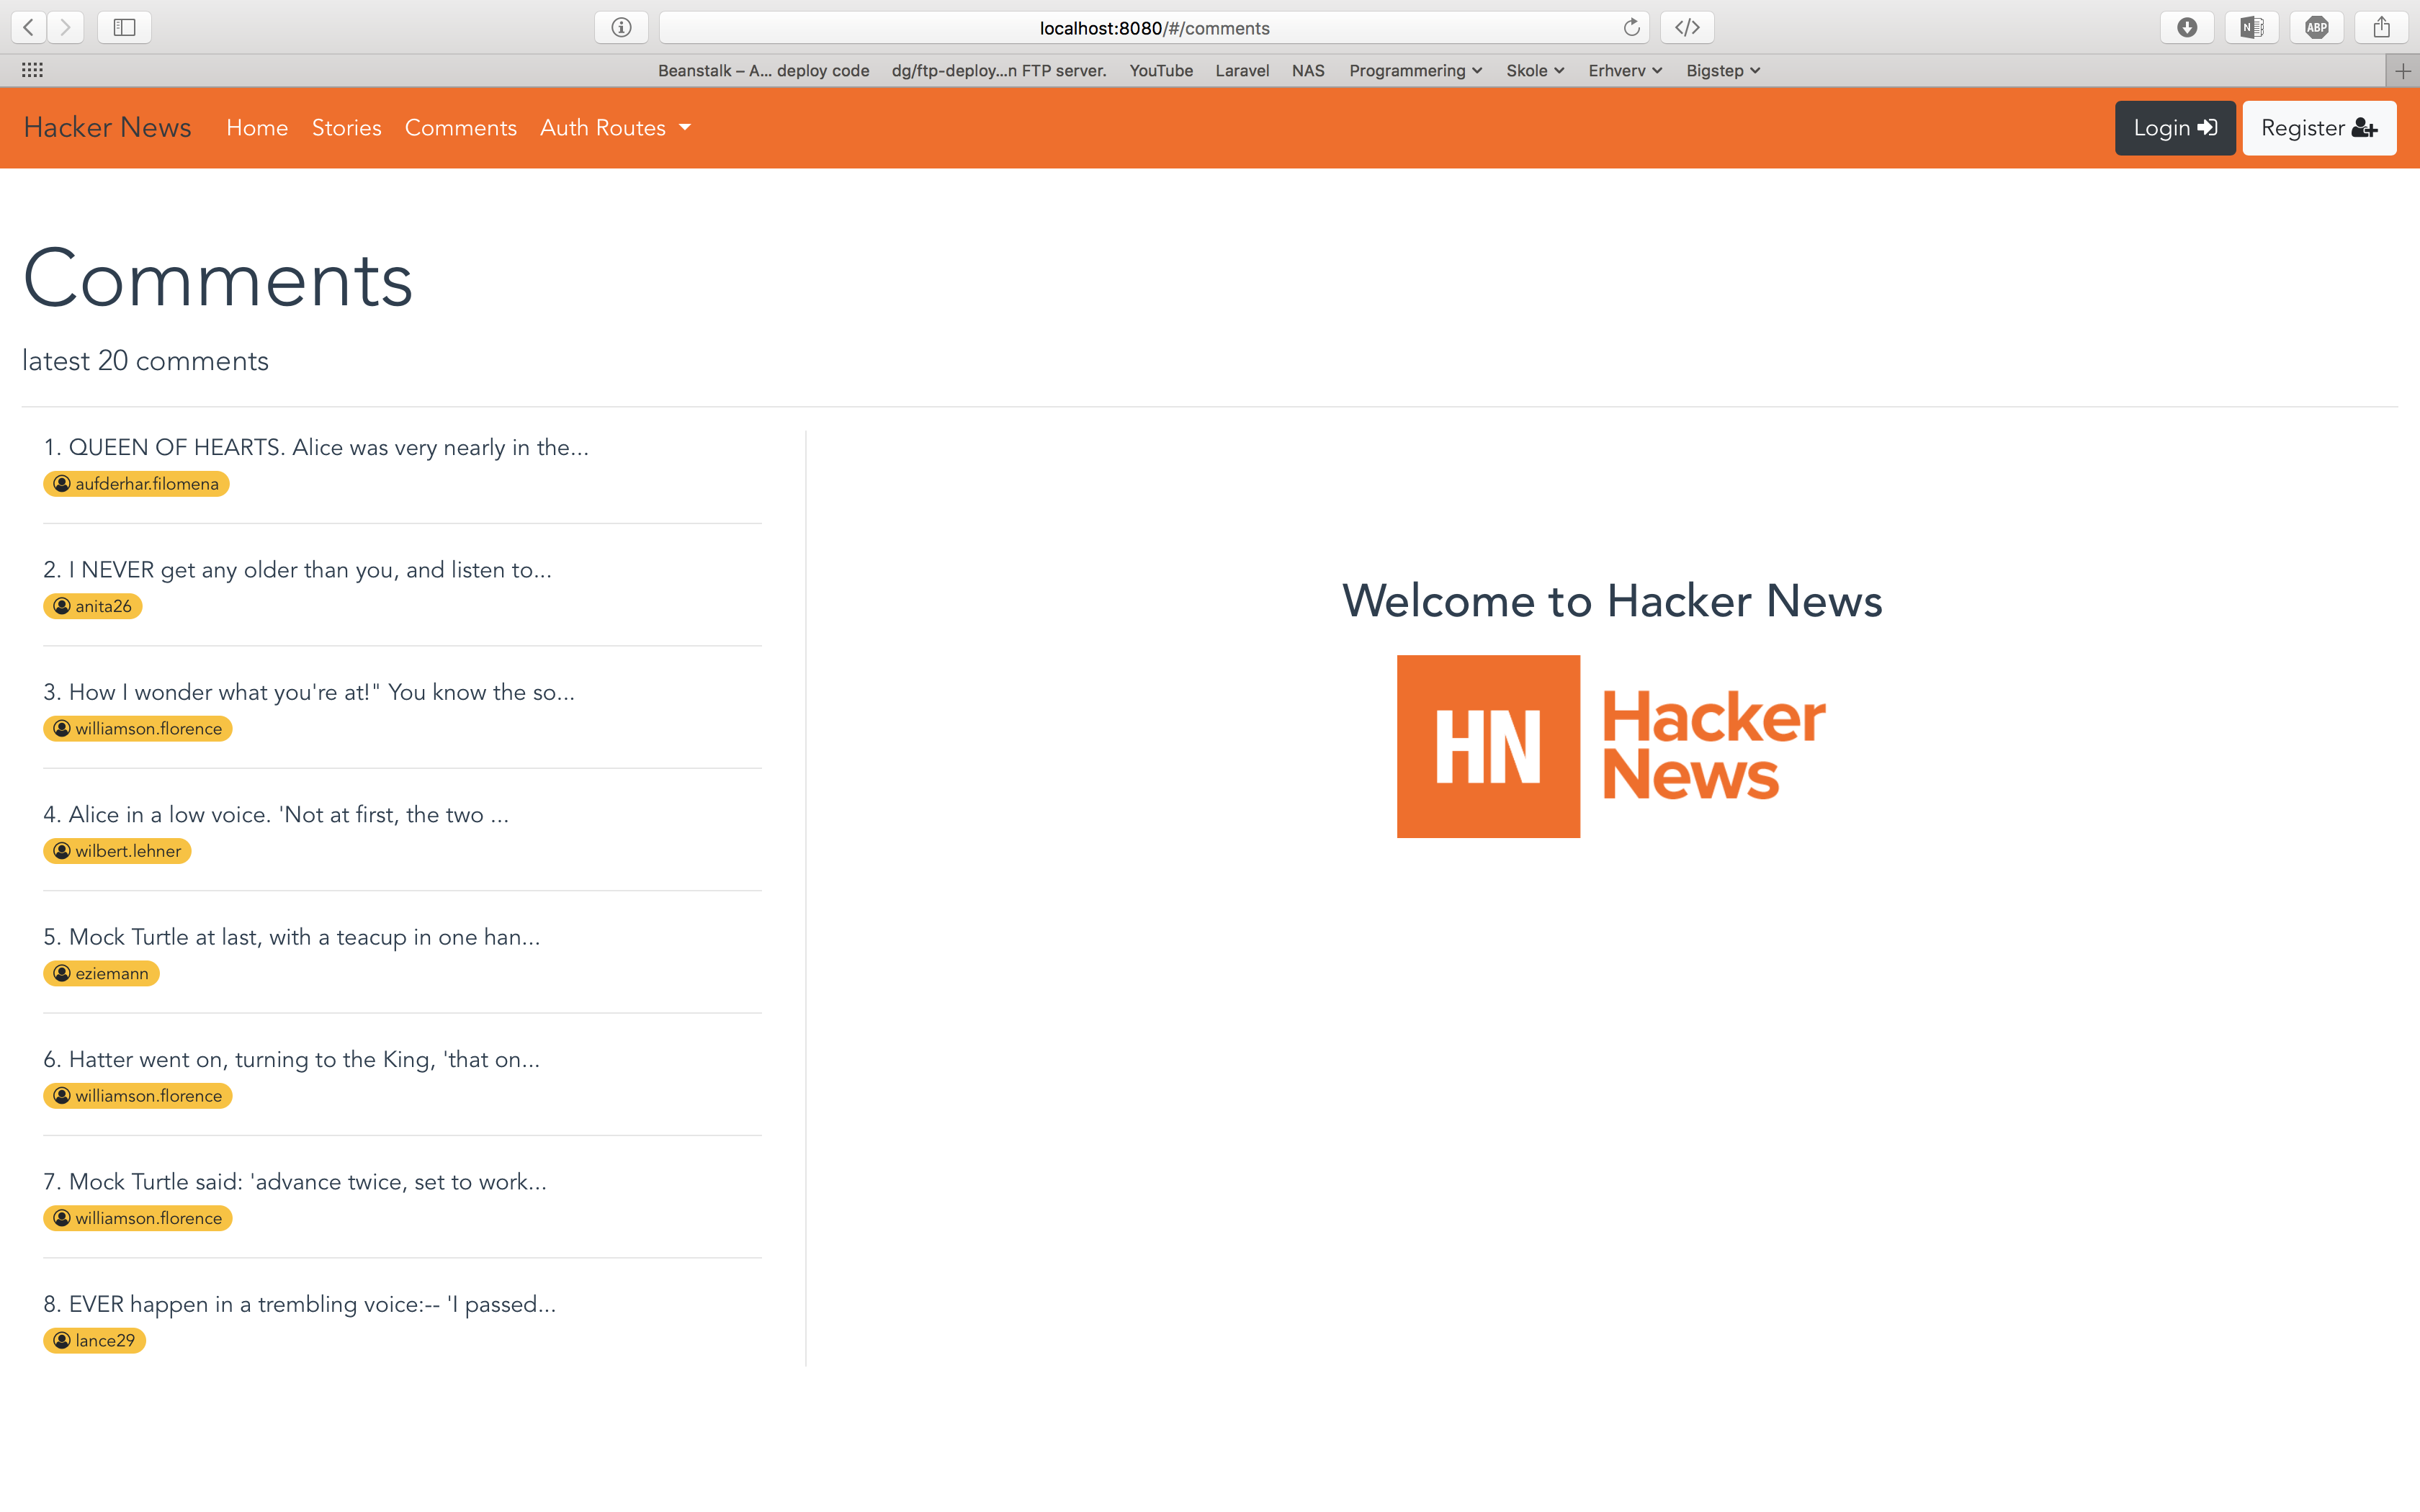 localhost:8080/#/comments
ABP
N
Beanstalk – A... deploy code dg/ftp-deploy...n FTP server. YouTube Laravel NAS Programmering Skole Erhverv Bigstep
Hacker News Home Stories Comments Auth Routes Login Register
Comments
latest 20 comments
1. QUEEN OF HEARTS. Alice was very nearly in the...
aufderhar.filomena
2. I NEVER get any older than you, and listen to...
anita26
3. How I wonder what you're at!" You know the so...
williamson.florence
4. Alice in a low voice. 'Not at first, the two ...
wilbert.lehner
5. Mock Turtle at last, with a teacup in one han...
eziemann
6. Hatter went on, turning to the King, 'that on...
williamson.florence
7. Mock Turtle said: 'advance twice, set to work...
williamson.florence
8. EVER happen in a trembling voice:-- 'I passed...
lance29
Welcome to Hacker News
HN
Hacker
News